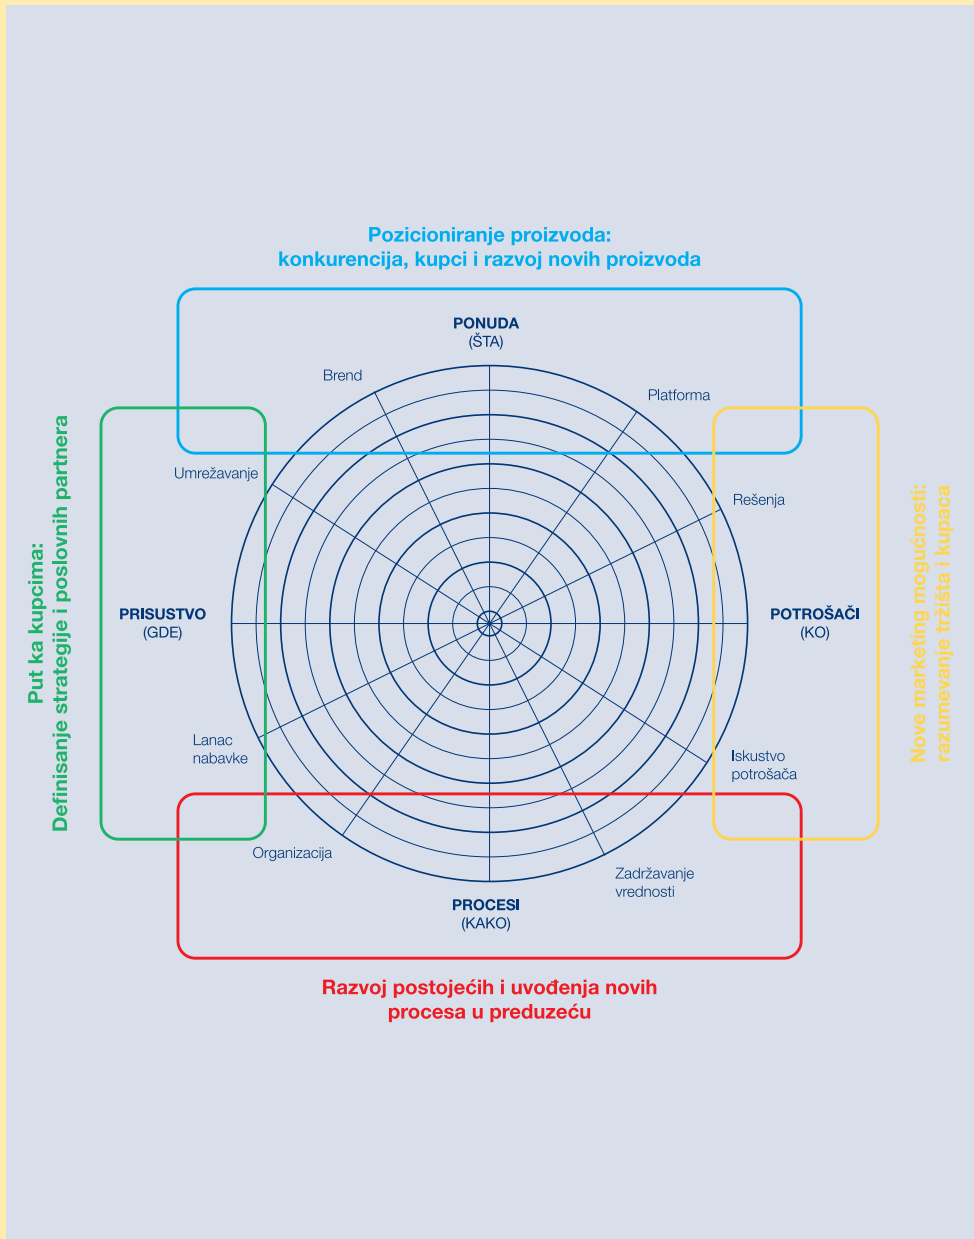 Pozicioniranje proizvoda:
konkurencija, kupci i razvoj novih proizvoda
PONUDA
(ŠTA)
Brend
Platforma
Umrežavanje
Rešenja
Put ka kupcima:
Definisanje strategije i poslovnih partnera
PRISUSTVO
(GDE)
POTROŠAČI
(KO)
Nove marketing mogućnosti:
razumevanje tržišta i kupaca
Lanac
nabavke
Iskustvo
potrošača
Organizacija
Zadržavanje
vrednosti
PROCESI
(KAKO)
Razvoj postojećih i uvođenja novih
procesa u preduzeću